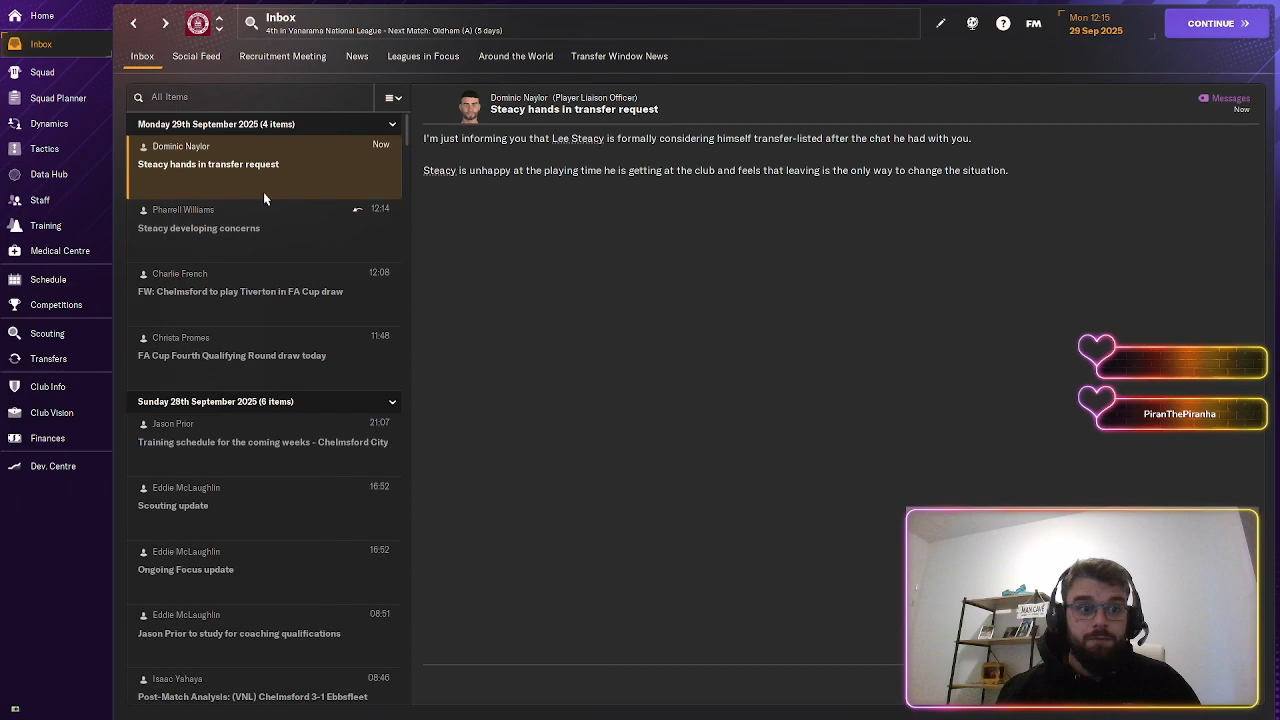 Home
Inbox
Squad
Squad Planner
Dynamics
Tactics
Data Hub
Staff
Training
Medical Centre
Schedule
Competitions
Scouting
Transfers
Club Info
Club Vision
Finances
Dev. Centre
Inbox
4th in Vanarama National League - Next Match: Oldham (A) (5 days)
FM
Mon 12:15
29 Sep 2025
CONTINUE
Inbox
Social Feed
Recruitment Meeting
News
Leagues in Focus
Around the World
Transfer Window News
All Items
Monday 29th September 2025 (4 items)
Dominic Naylor
Now
Steacy hands in transfer request
Pharrell Williams
12:14
Steacy developing concerns
Charlie French
12:08
FW: Chelmsford to play Tiverton in FA Cup draw
Christa Promes
11:48
FA Cup Fourth Qualifying Round draw today
Sunday 28th September 2025 (6 items)
Jason Prior
21:07
Training schedule for the coming weeks - Chelmsford City
Eddie McLaughlin
16:52
Scouting update
Eddie McLaughlin
16:52
Ongoing Focus update
Eddie McLaughlin
08:51
Jason Prior to study for coaching qualifications
Isaac Yahaya
08:46
Post-Match Analysis: (VNL) Chelmsford 3-1 Ebbsfleet
Dominic Naylor (Player Liaison Officer)
Steacy hands in transfer request
Messages
Now
I'm just informing you that Lee Steacy is formally considering himself transfer-listed after the chat he had with you.
Steacy is unhappy at the playing time he is getting at the club and feels that leaving is the only way to change the situation.
PiranThePiranha
MAN CAVE